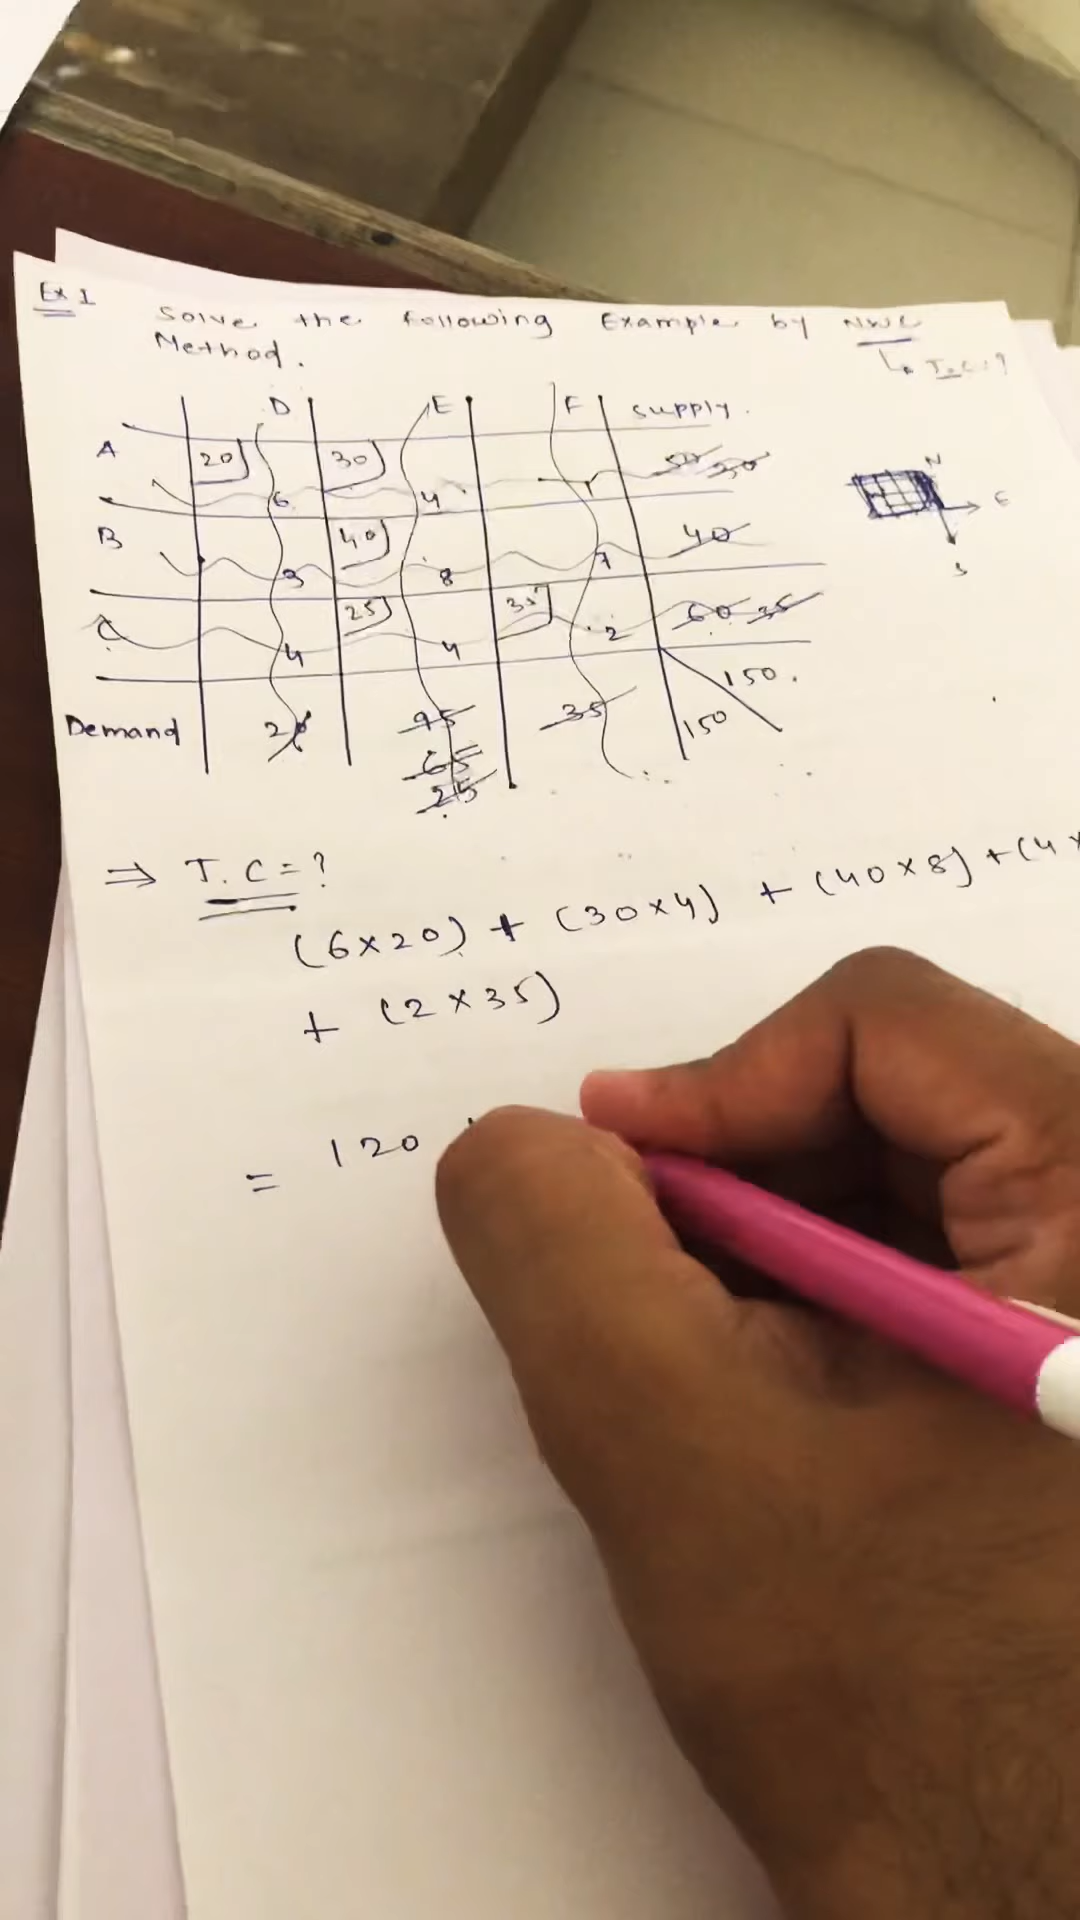 Ex 1 Solve the following Example by NWC
Method.
↳ T.C = ?
D E F supply.
A 20 6 30 4 1 50 30
N
E
S
B 3 40 8 7 40
C 4 25 4 35 2 60 35
150.
Demand 20 95 35 150
65
25
⇒ T.C = ?
(6×20) + (30×4) + (40×8) + (4×
+ (2×35)
= 120